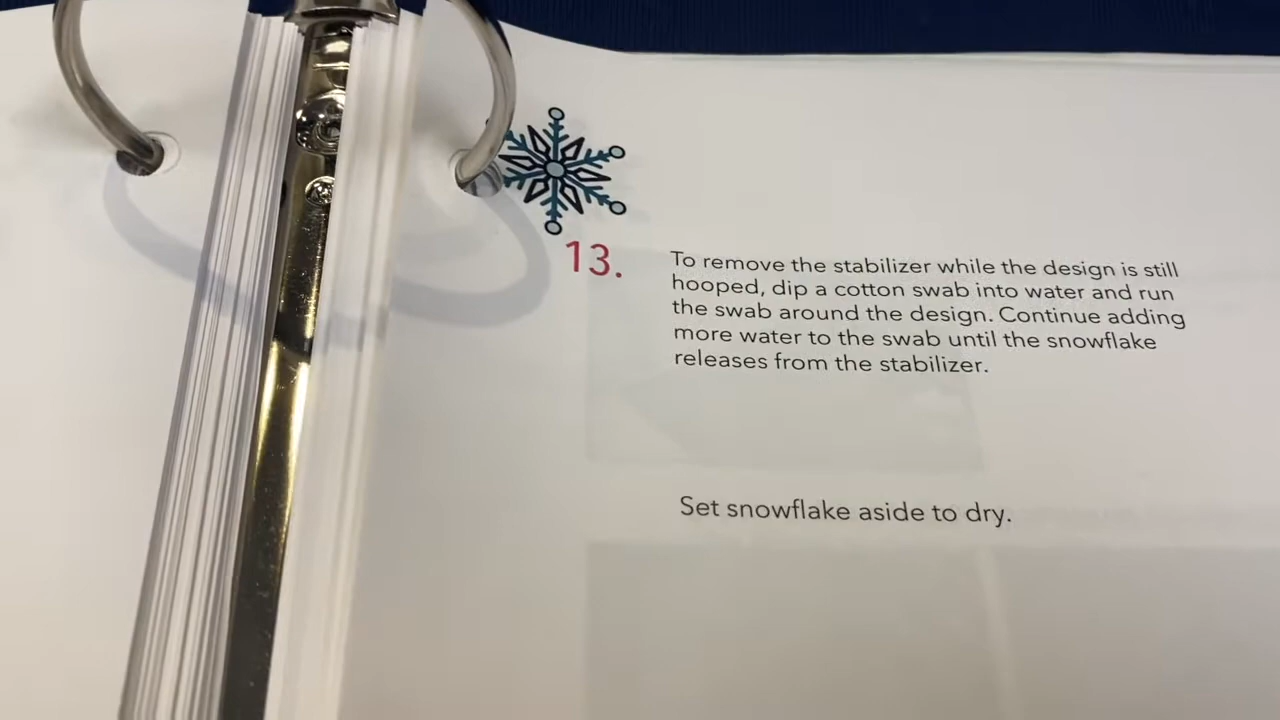 13.
To remove the stabilizer while the design is still
hooped, dip a cotton swab into water and run
the swab around the design. Continue adding
more water to the swab until the snowflake
releases from the stabilizer.
Set snowflake aside to dry.